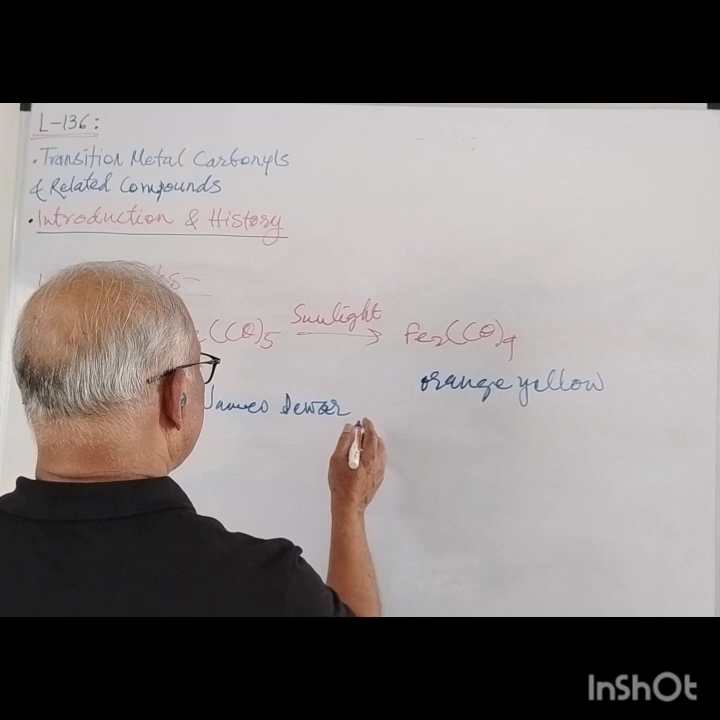 L-136:
• Transition Metal Carbonyls
& Related Compounds
• Introduction & History
(CO)5 Sunlight → Fe2(CO)9
orange yellow
James Dewar
InShOt